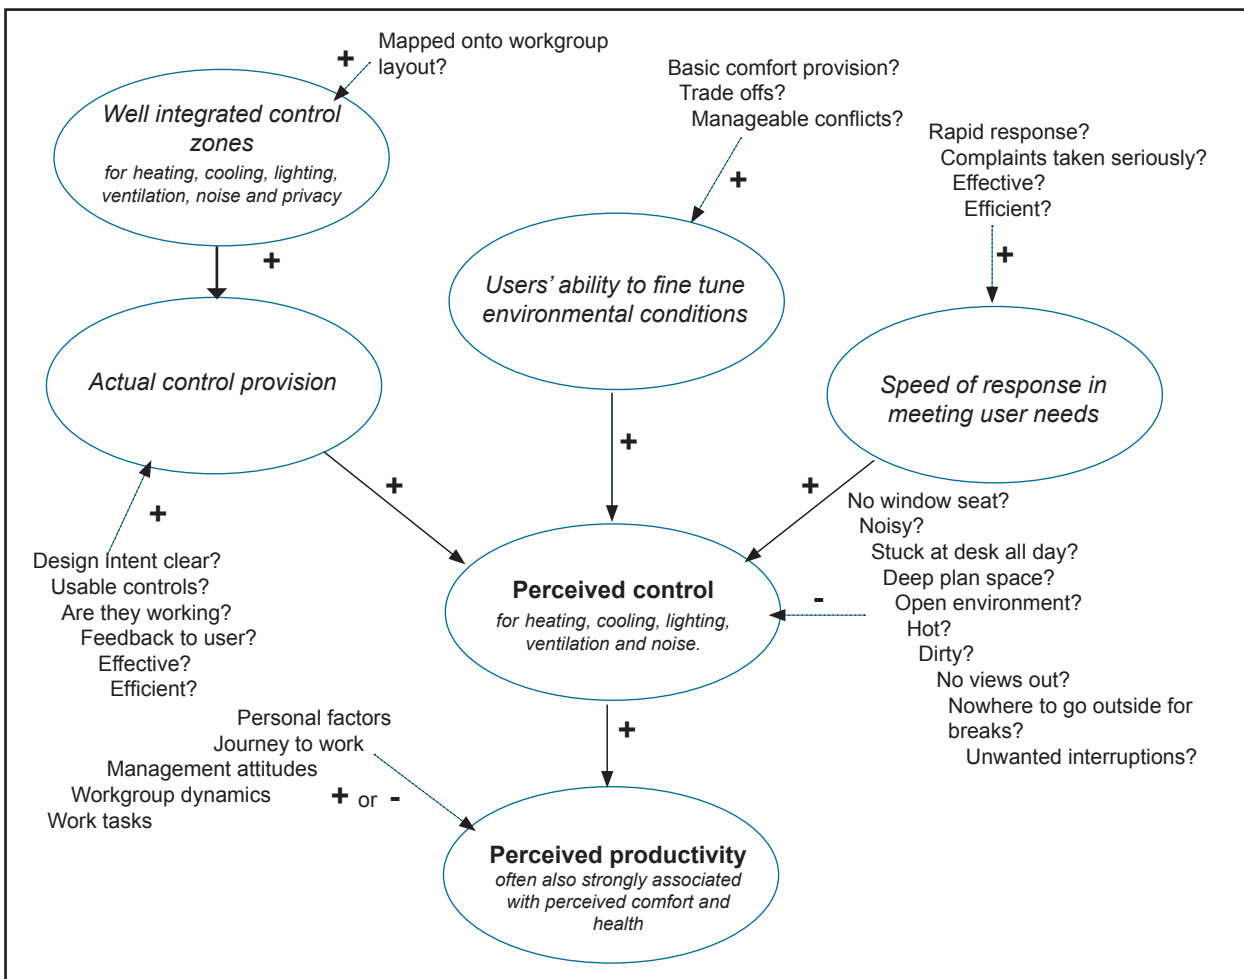 +
Mapped onto workgroup
layout?
Well integrated control
zones
for heating, cooling, lighting,
ventilation, noise and privacy
+
Basic comfort provision?
Trade offs?
Manageable conflicts?
+
Rapid response?
Complaints taken seriously?
Effective?
Efficient?
+
Users’ ability to fine tune
environmental conditions
Actual control provision
Speed of response in
meeting user needs
+
+
+
+
Design intent clear?
Usable controls?
Are they working?
Feedback to user?
Effective?
Efficient?
No window seat?
Noisy?
Stuck at desk all day?
Deep plan space?
Open environment?
Hot?
Dirty?
No views out?
Nowhere to go outside for
breaks?
Unwanted interruptions?
-
Perceived control
for heating, cooling, lighting,
ventilation and noise.
+
Personal factors
Journey to work
Management attitudes
Workgroup dynamics
Work tasks
+ or -
Perceived productivity
often also strongly associated
with perceived comfort and
health